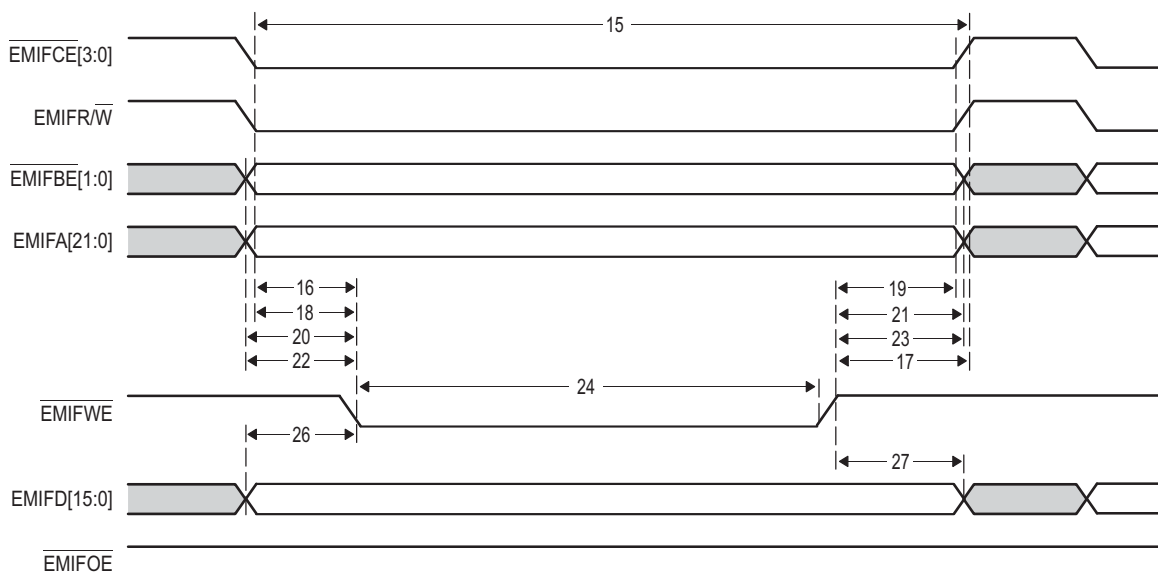 15
EMIFCE[3:0]
EMIFR/W
EMIFBE[1:0]
EMIFA[21:0]
16 19
18 21
20 23
22 17
24
EMIFWE
26
27
EMIFD[15:0]
EMIFOE